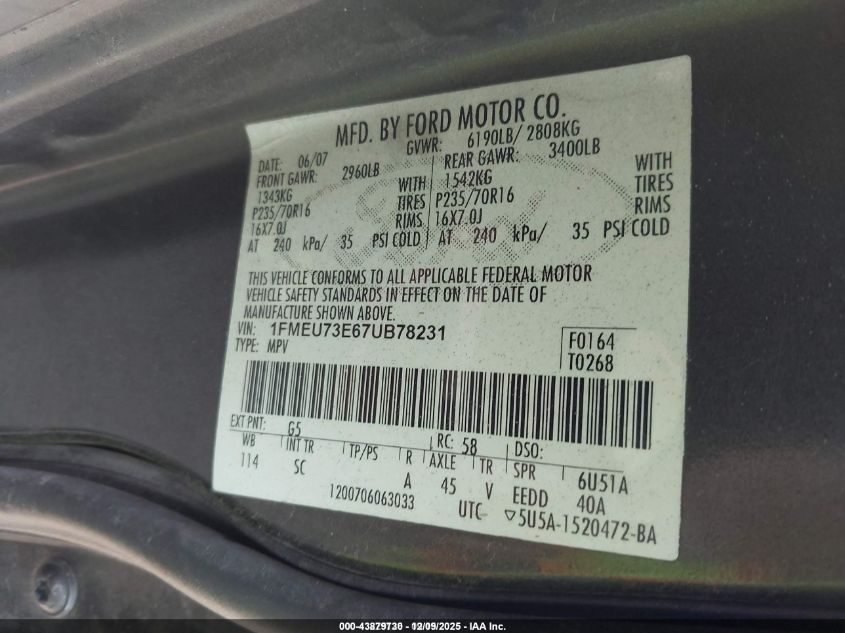 MFD. BY FORD MOTOR CO.
DATE: 06/07 GVWR: 6190LB/ 2808KG
FRONT GAWR: 2960LB REAR GAWR: 3400LB
1343KG WITH 1542KG WITH
P235/70R16 TIRES P235/70R16 TIRES
16X7.0J RIMS 16X7.0J RIMS
AT 240 kPa/ 35 PSI COLD AT 240 kPa/ 35 PSI COLD
THIS VEHICLE CONFORMS TO ALL APPLICABLE FEDERAL MOTOR
VEHICLE SAFETY STANDARDS IN EFFECT ON THE DATE OF
MANUFACTURE SHOWN ABOVE.
VIN: 1FMEU73E67UB78231 F0164
TYPE: MPV T0268
EXT PNT: G5 RC: 58 DSO:
WB INT TR TP/PS R AXLE TR SPR 6U51A
114 SC A 45 V EEDD 40A
1200706063033 UTC ▽5U5A-1520472-BA
000-43879730 - 12/09/2025 - IAA Inc.